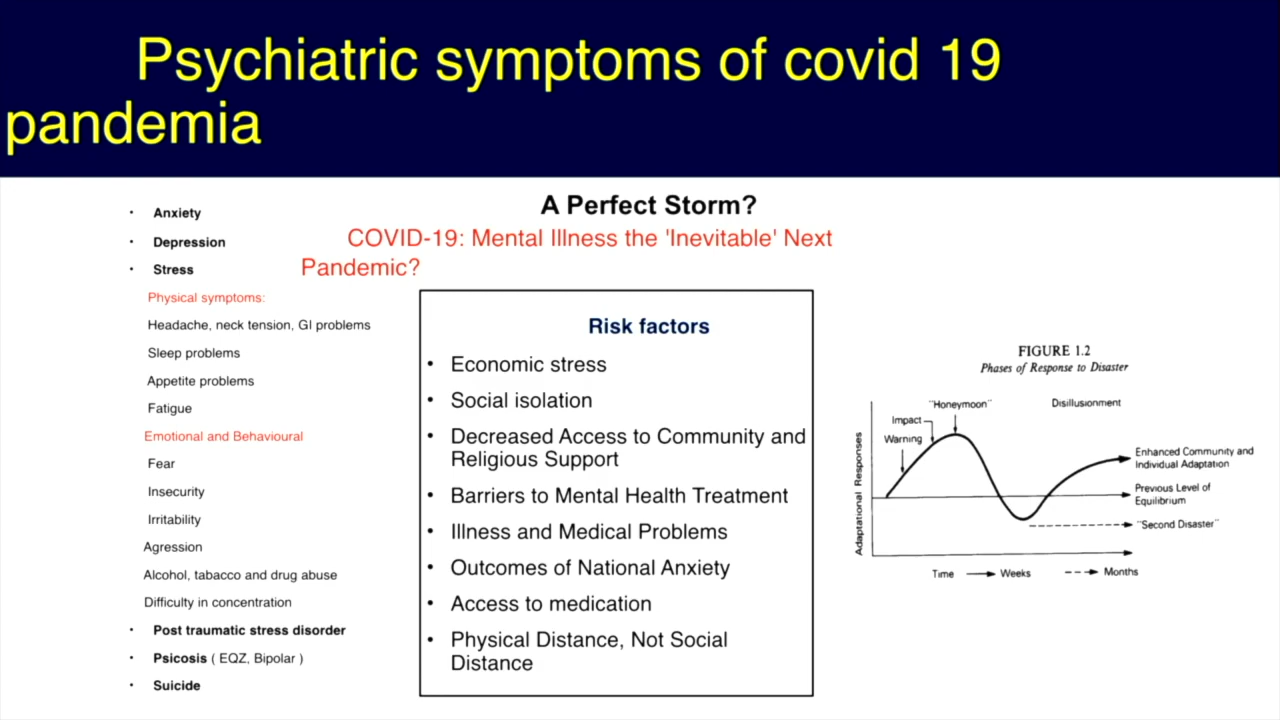 Psychiatric symptoms of covid 19
pandemia
• Anxiety
• Depression
• Stress
Physical symptoms:
Headache, neck tension, GI problems
Sleep problems
Appetite problems
Fatigue
Emotional and Behavioural
Fear
Insecurity
Irritability
Agression
Alcohol, tabacco and drug abuse
Difficulty in concentration
• Post traumatic stress disorder
• Psicosis ( EQZ, Bipolar )
• Suicide
A Perfect Storm?
COVID-19: Mental Illness the 'Inevitable' Next
Pandemic?
Risk factors
• Economic stress
• Social isolation
• Decreased Access to Community and
Religious Support
• Barriers to Mental Health Treatment
• Illness and Medical Problems
• Outcomes of National Anxiety
• Access to medication
• Physical Distance, Not Social
Distance
FIGURE 1.2
Phases of Response to Disaster
"Honeymoon"
Disillusionment
Impact
Warning
Adaptational Responses
Enhanced Community and
Individual Adaptation
Previous Level of
Equilibrium
"Second Disaster"
Time
Weeks
Months